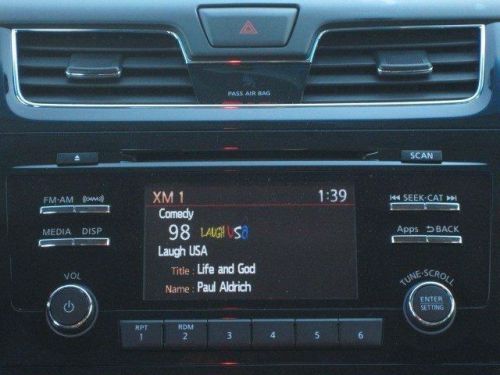 PASS AIR BAG
SCAN
FM·AM
SEEK·CAT
MEDIA DISP
Apps BACK
XM 1 1:39
Comedy
98 LAUGH USA
Laugh USA
Title : Life and God
Name : Paul Aldrich
VOL
TUNE·SCROLL
ENTER
SETTING
RPT 1
RDM 2
3
4
5
6